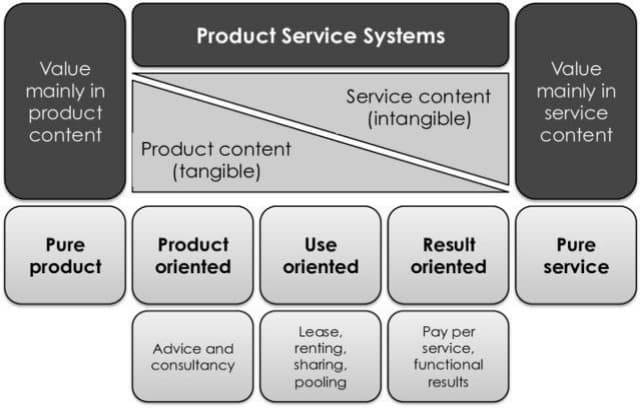 Value
mainly in
product
content
Product Service Systems
Service content
(intangible)
Product content
(tangible)
Value
mainly in
service
content
Pure
product
Product
oriented
Use
oriented
Result
oriented
Pure
service
Advice and
consultancy
Lease,
renting,
sharing,
pooling
Pay per
service,
functional
results